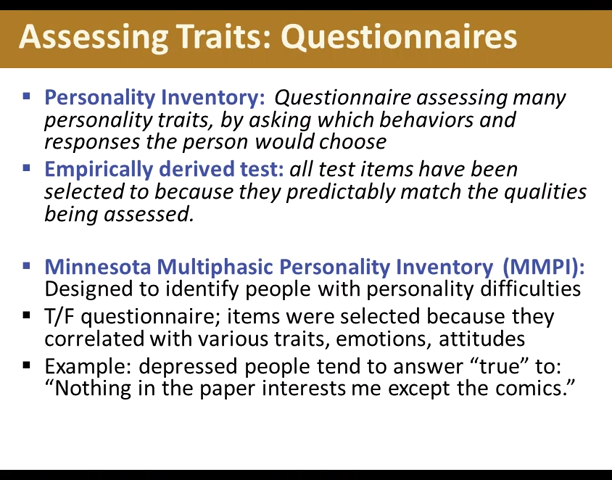 Assessing Traits: Questionnaires
▪ Personality Inventory: Questionnaire assessing many
personality traits, by asking which behaviors and
responses the person would choose
▪ Empirically derived test: all test items have been
selected to because they predictably match the qualities
being assessed.
▪ Minnesota Multiphasic Personality Inventory (MMPI):
Designed to identify people with personality difficulties
▪ T/F questionnaire; items were selected because they
correlated with various traits, emotions, attitudes
▪ Example: depressed people tend to answer “true” to:
“Nothing in the paper interests me except the comics.”